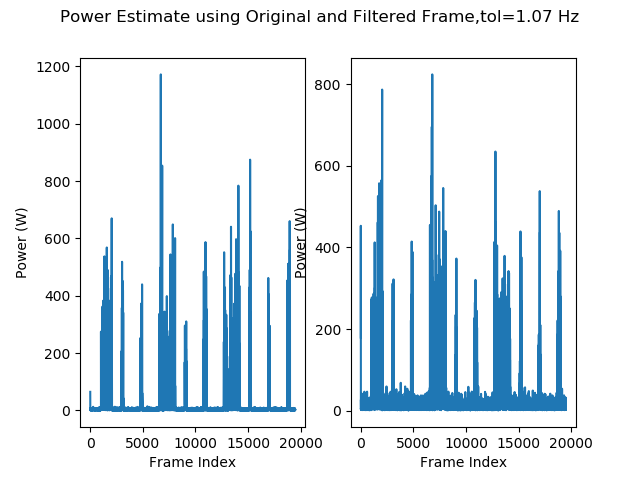 Power Estimate using Original and Filtered Frame,tol=1.07 Hz
1200
1000
800
600
400
200
0
Power (W)
0 5000 10000 15000 20000
Frame Index
800
600
400
200
0
Power (W)
0 5000 10000 15000 20000
Frame Index